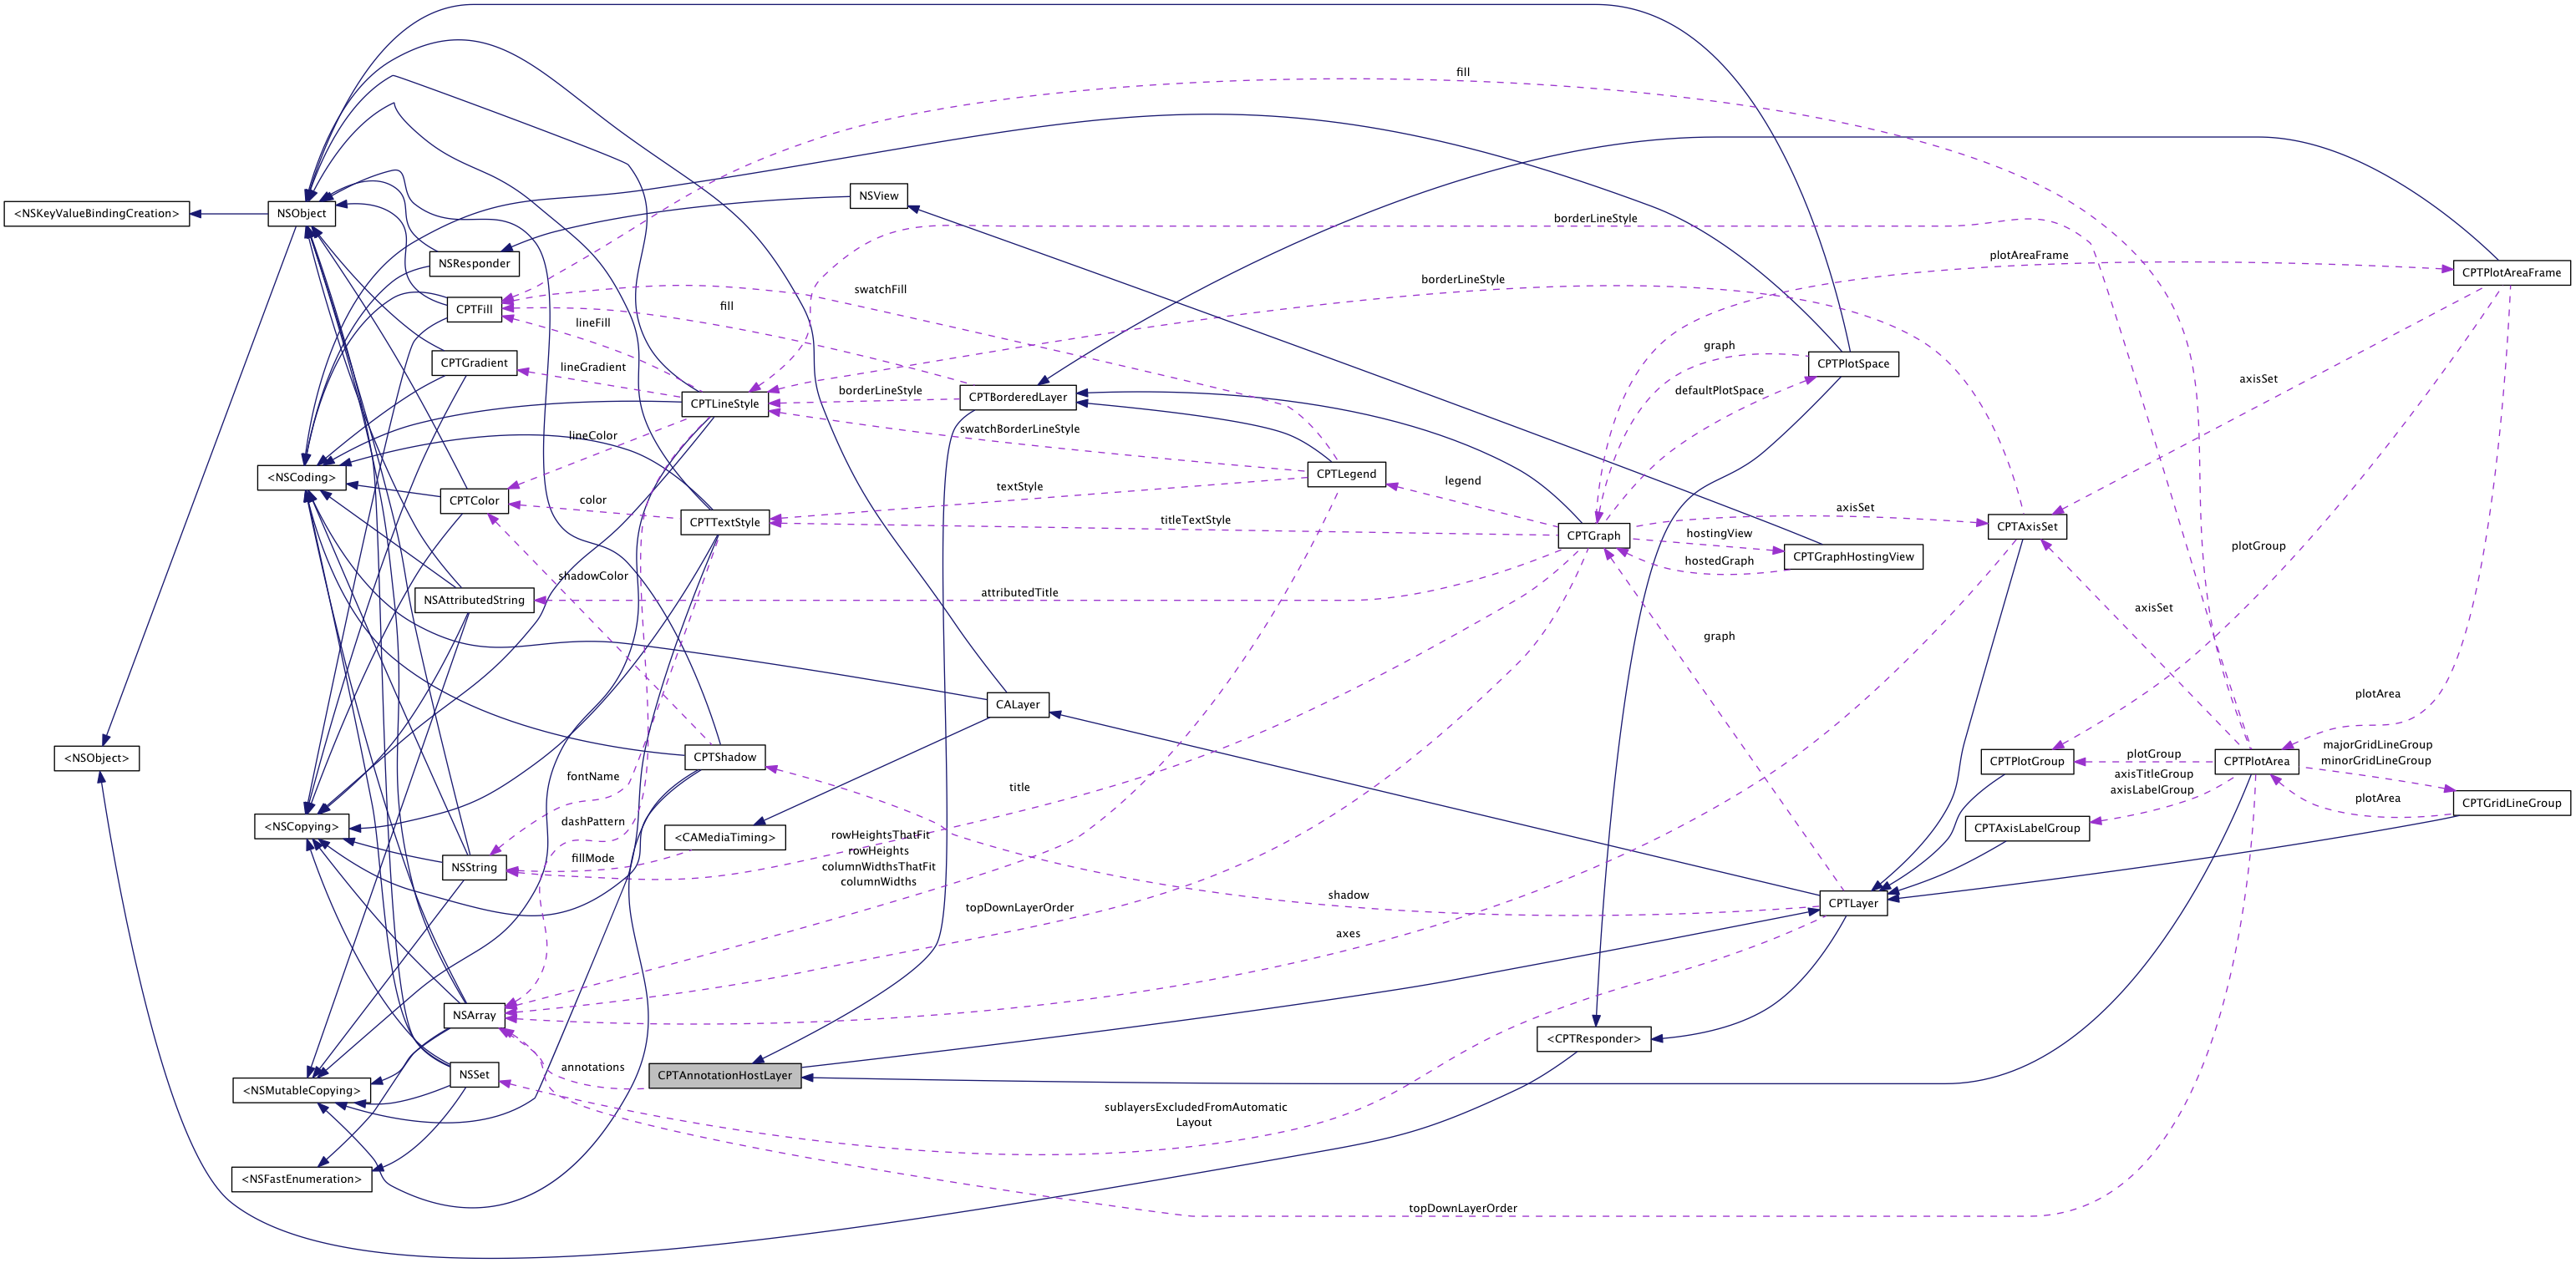 fill
<NSKeyValueBindingCreation>
NSObject
NSView
borderLineStyle
NSResponder
plotAreaFrame
CPTPlotAreaFrame
borderLineStyle
swatchFill
CPTFill
fill
lineFill
graph
CPTGradient
lineGradient
CPTPlotSpace
axisSet
borderLineStyle
defaultPlotSpace
CPTLineStyle
CPTBorderedLayer
swatchBorderLineStyle
lineColor
<NSCoding>
CPTLegend
legend
textStyle
CPTColor
color
CPTTextStyle
titleTextStyle
axisSet
CPTAxisSet
CPTGraph
hostingView
CPTGraphHostingView
hostedGraph
plotGroup
shadowColor
NSAttributedString
attributedTitle
axisSet
graph
plotArea
CALayer
<NSObject>
CPTShadow
CPTPlotGroup
plotGroup
CPTPlotArea
majorGridLineGroup
minorGridLineGroup
fontName
title
axisTitleGroup
axisLabelGroup
plotArea
CPTGridLineGroup
<NSCopying>
dashPattern
<CAMediaTiming>
CPTAxisLabelGroup
rowHeightsThatFit
rowHeights
columnWidthsThatFit
columnWidths
NSString
fillMode
shadow
CPTLayer
topDownLayerOrder
axes
NSArray
<CPTResponder>
annotations
CPTAnnotationHostLayer
NSSet
<NSMutableCopying>
sublayersExcludedFromAutomatic
Layout
<NSFastEnumeration>
topDownLayerOrder